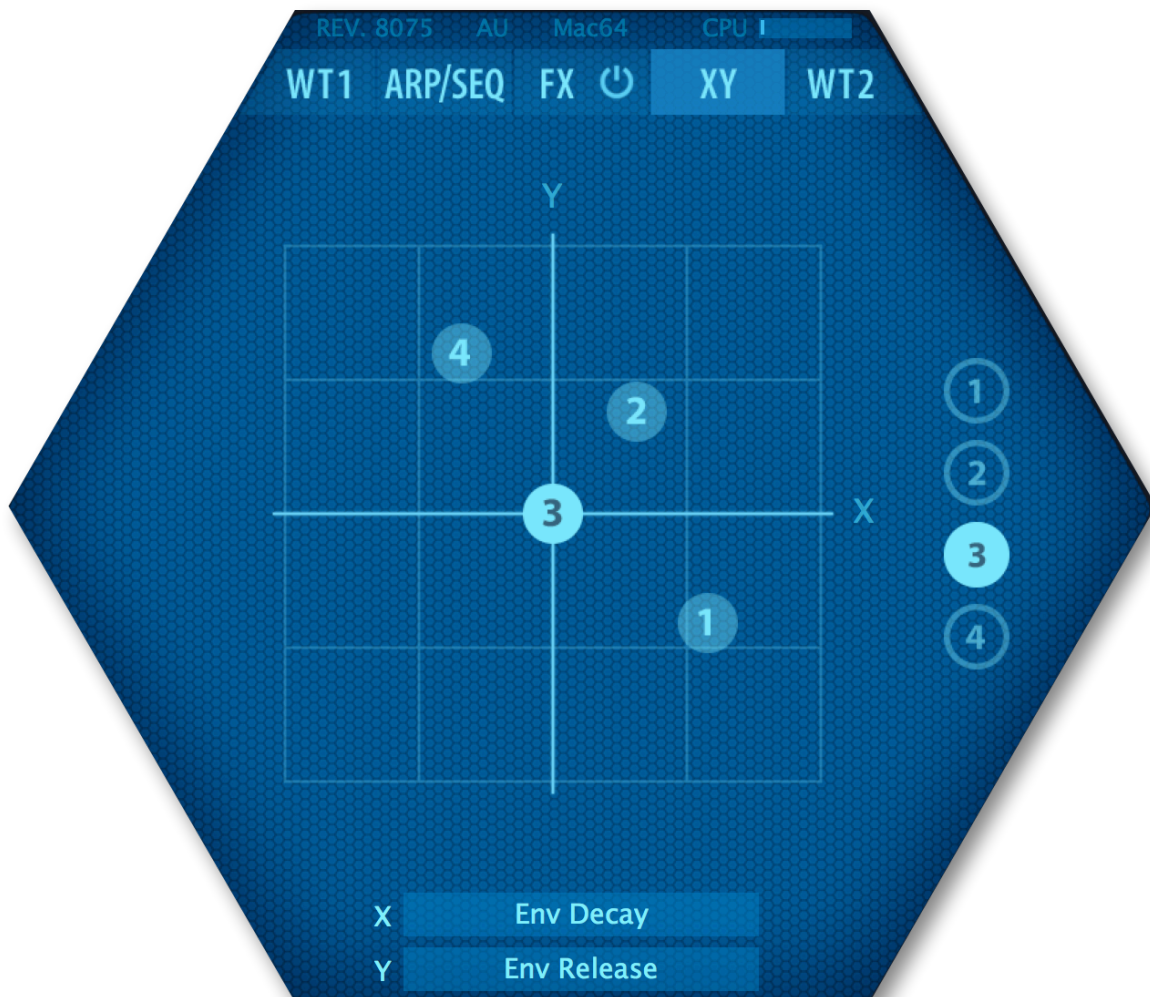 REV. 8075 AU Mac64 CPU
WT1 ARP/SEQ FX XY WT2
Y
4
2
1
2
3 X
3
1
4
X Env Decay
Y Env Release